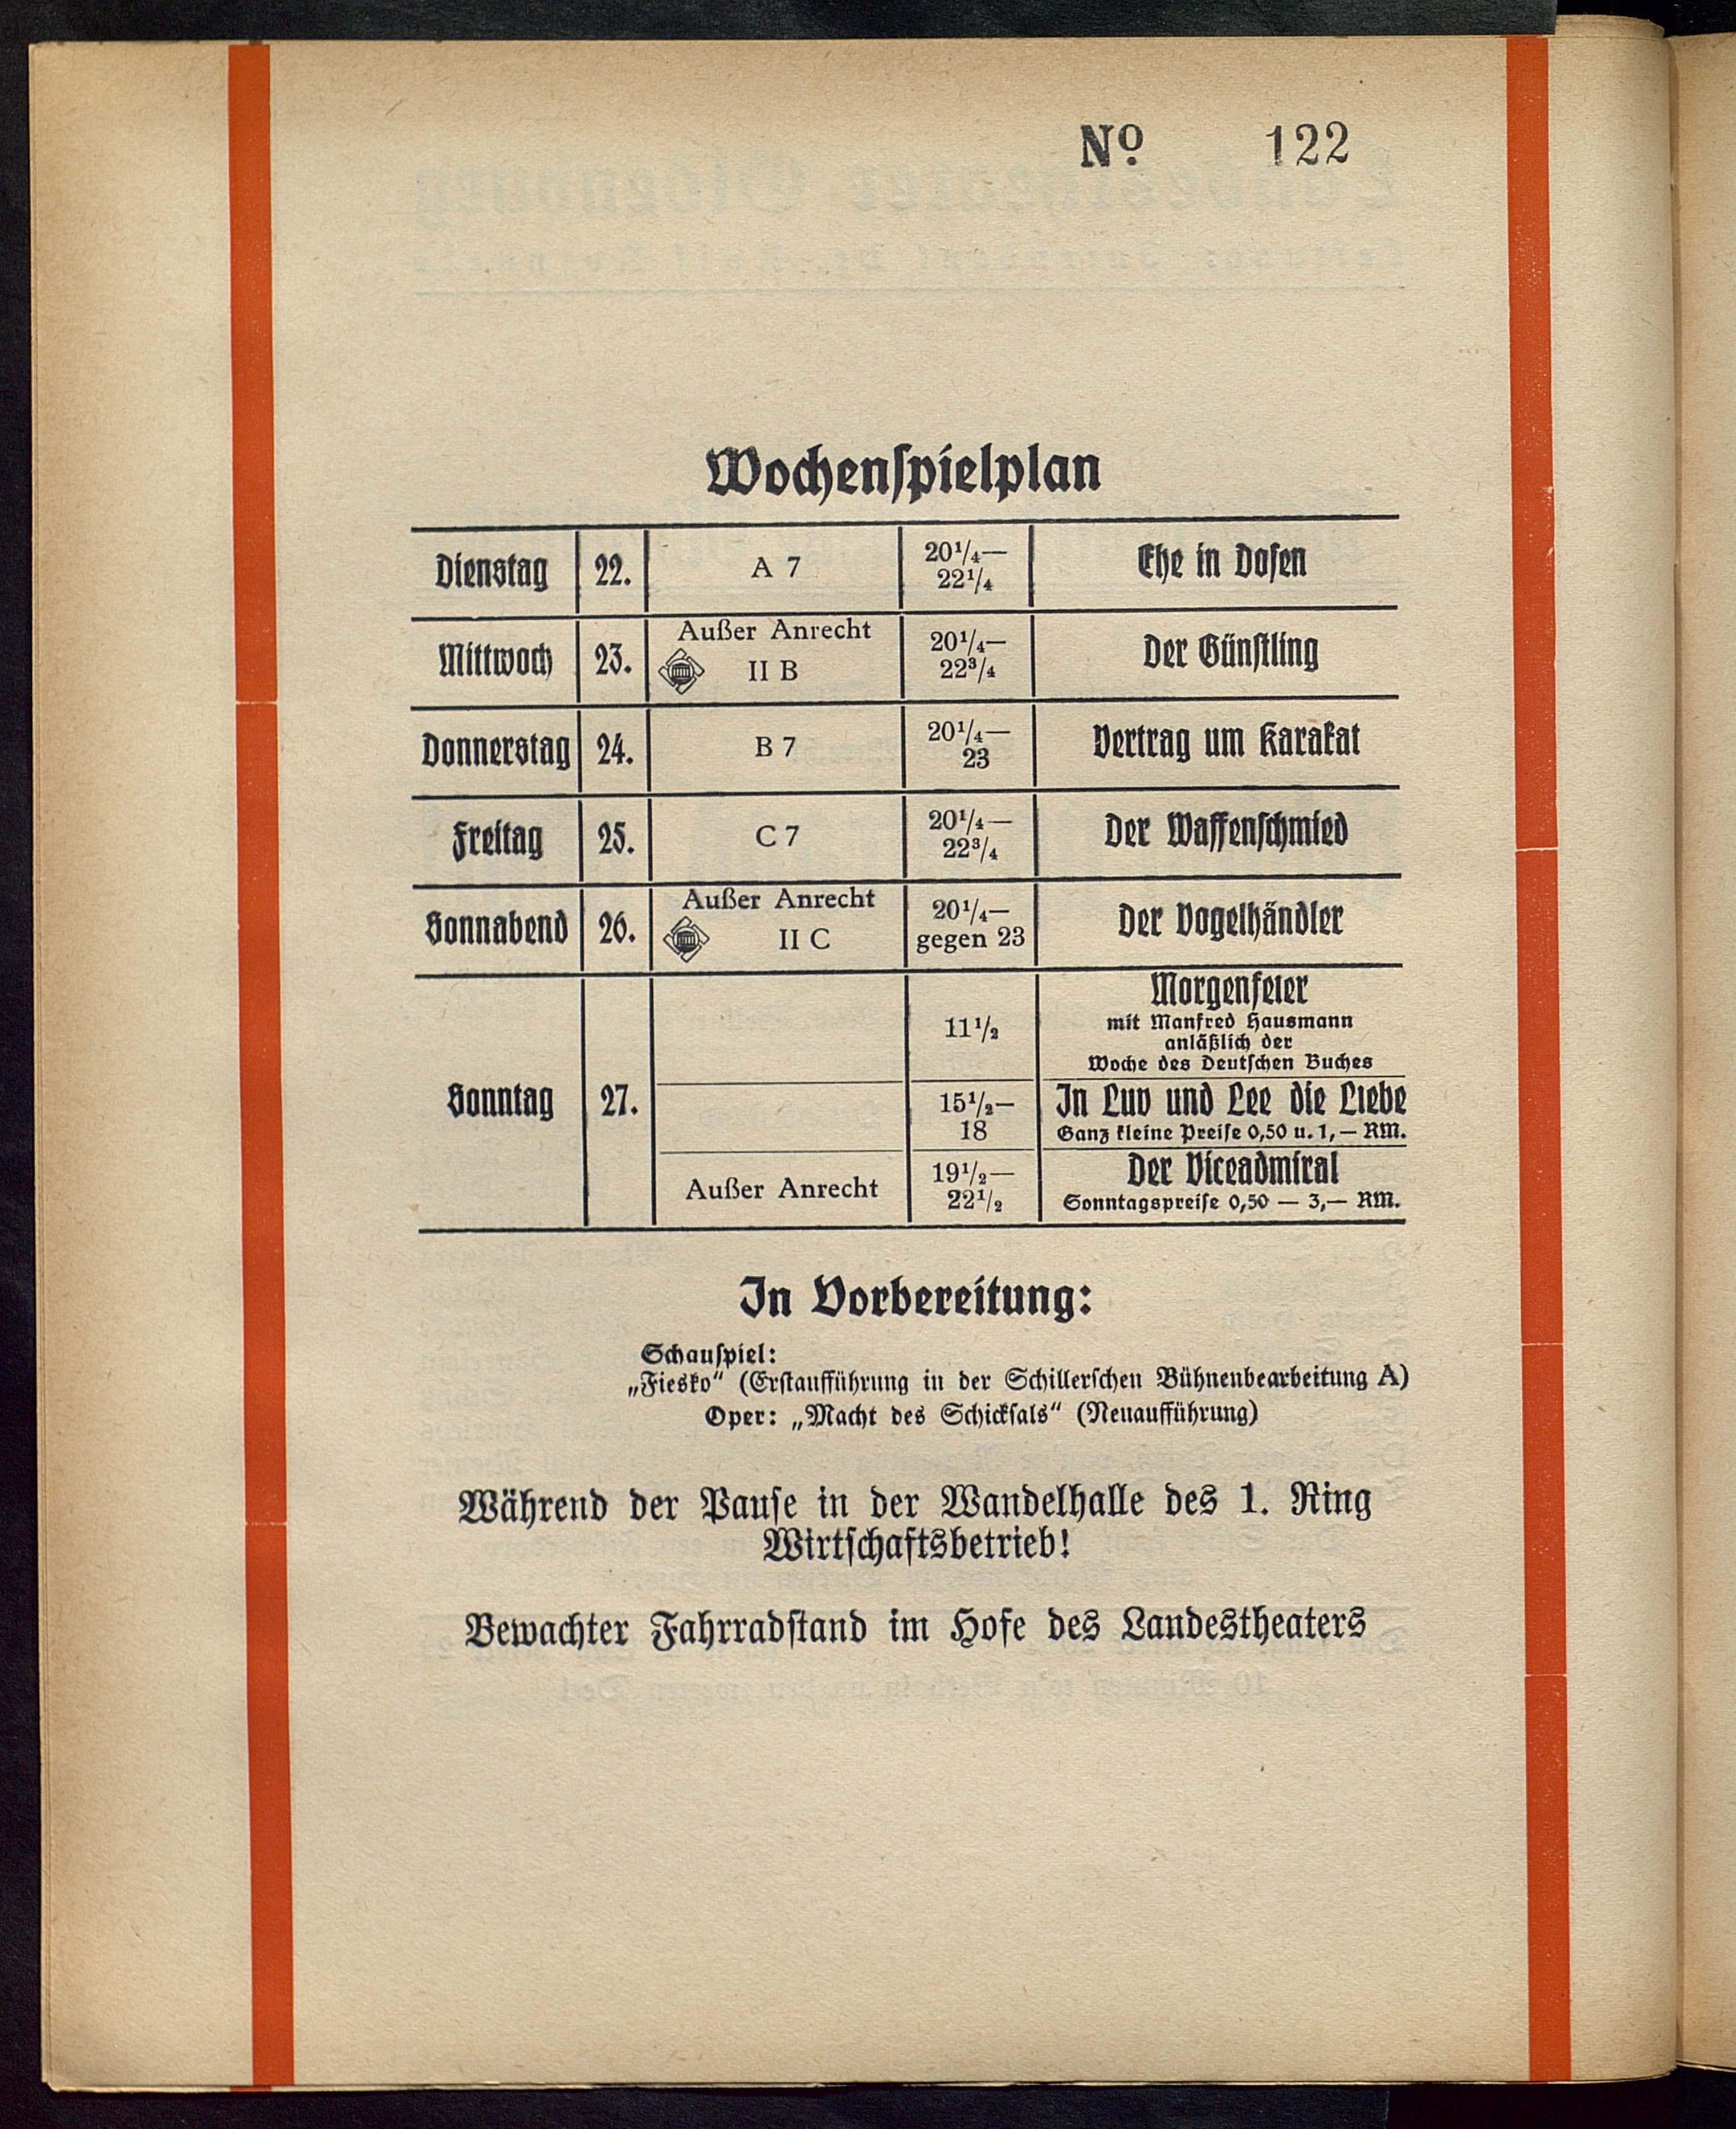 No 122
Wochenspielplan
Dienstag 22. A 7 20¼— 22¼ Ehe in Dosen
Mittwoch 23. Außer Anrecht II B 20¼— 22¾ Der Günstling
Donnerstag 24. B 7 20¼— 23 Vertrag um Karakat
Freitag 25. C 7 20¼— 22¾ Der Waffenschmied
Sonnabend 26. Außer Anrecht II C 20¼— gegen 23 Der Vogelhändler
Sonntag 27. 11½ Morgenfeier
mit Manfred Hausmann
anläßlich der
Woche des Deutschen Buches
15½— 18 In Luv und Lee die Liebe
Ganz kleine Preise 0,50 u. 1,— RM.
Außer Anrecht 19½— 22½ Der Viceadmiral
Sonntagspreise 0,50 — 3,— RM.
In Vorbereitung:
Schauspiel:
„Fiesko“ (Erstaufführung in der Schillerschen Bühnenbearbeitung A)
Oper: „Macht des Schicksals“ (Neuaufführung)
Während der Pause in der Wandelhalle des 1. Ring
Wirtschaftsbetrieb!
Bewachter Fahrradstand im Hofe des Landestheaters